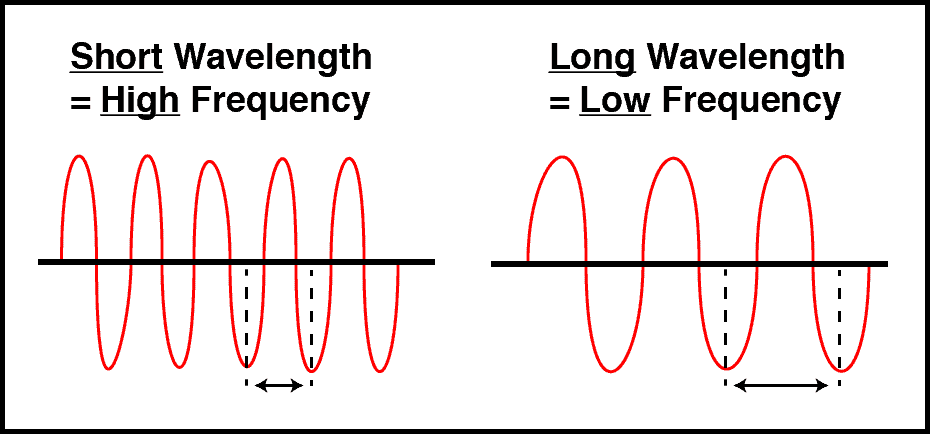 Short Wavelength
= High Frequency
Long Wavelength
= Low Frequency